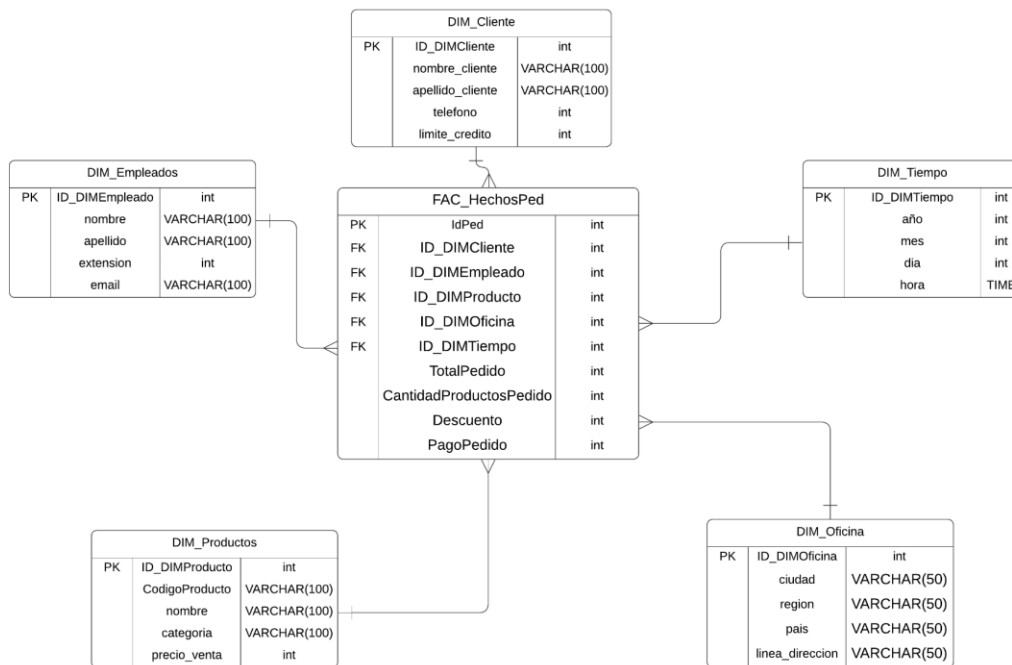 DIM_Cliente
PK ID_DIMCliente int
nombre_cliente VARCHAR(100)
apellido_cliente VARCHAR(100)
telefono int
limite_credito int
DIM_Empleados
PK ID_DIMEmpleado int
nombre VARCHAR(100)
apellido VARCHAR(100)
extension int
email VARCHAR(100)
FAC_HechosPed
PK IdPed int
FK ID_DIMCliente int
FK ID_DIMEmpleado int
FK ID_DIMProducto int
FK ID_DIMOficina int
FK ID_DIMTiempo int
TotalPedido int
CantidadProductosPedido int
Descuento int
PagoPedido int
DIM_Tiempo
PK ID_DIMTiempo int
año int
mes int
dia int
hora TIME
DIM_Productos
PK ID_DIMProducto int
CodigoProducto VARCHAR(100)
nombre VARCHAR(100)
categoria VARCHAR(100)
precio_venta int
DIM_Oficina
PK ID_DIMOficina int
ciudad VARCHAR(50)
region VARCHAR(50)
pais VARCHAR(50)
linea_direccion VARCHAR(50)